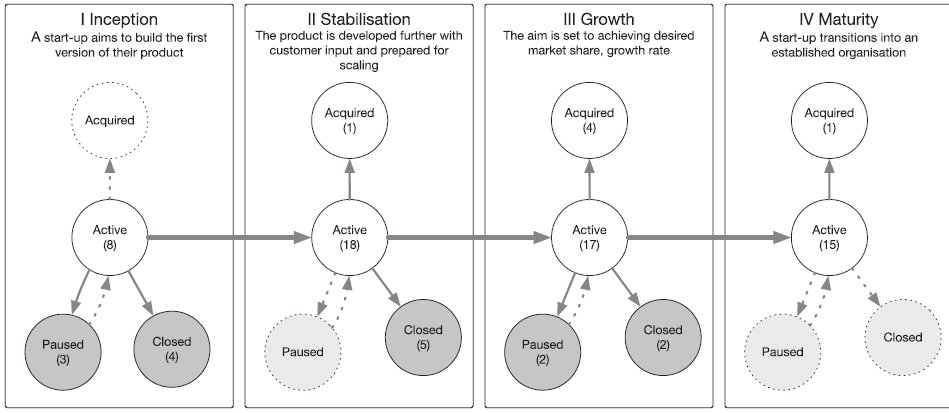 I Inception
A start-up aims to build the first
version of their product
Acquired
Active
(8)
Paused
(3)
Closed
(4)
II Stabilisation
The product is developed further with
customer input and prepared for
scaling
Acquired
(1)
Active
(18)
Paused
Closed
(5)
III Growth
The aim is set to achieving desired
market share, growth rate
Acquired
(4)
Active
(17)
Paused
(2)
Closed
(2)
IV Maturity
A start-up transitions into an
established organisation
Acquired
(1)
Active
(15)
Paused
Closed